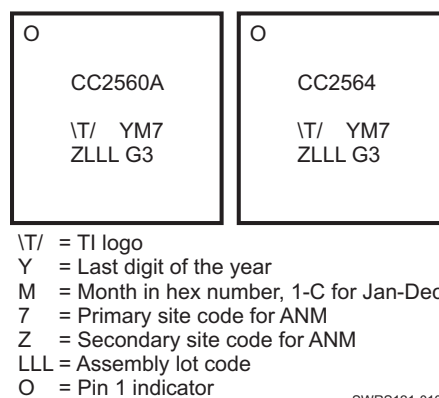 O O
CC2560A CC2564
\T/ YM7 \T/ YM7
ZLLL G3 ZLLL G3
\T/ = TI logo
Y = Last digit of the year
M = Month in hex number, 1-C for Jan-Dec
7 = Primary site code for ANM
Z = Secondary site code for ANM
LLL = Assembly lot code
O = Pin 1 indicator